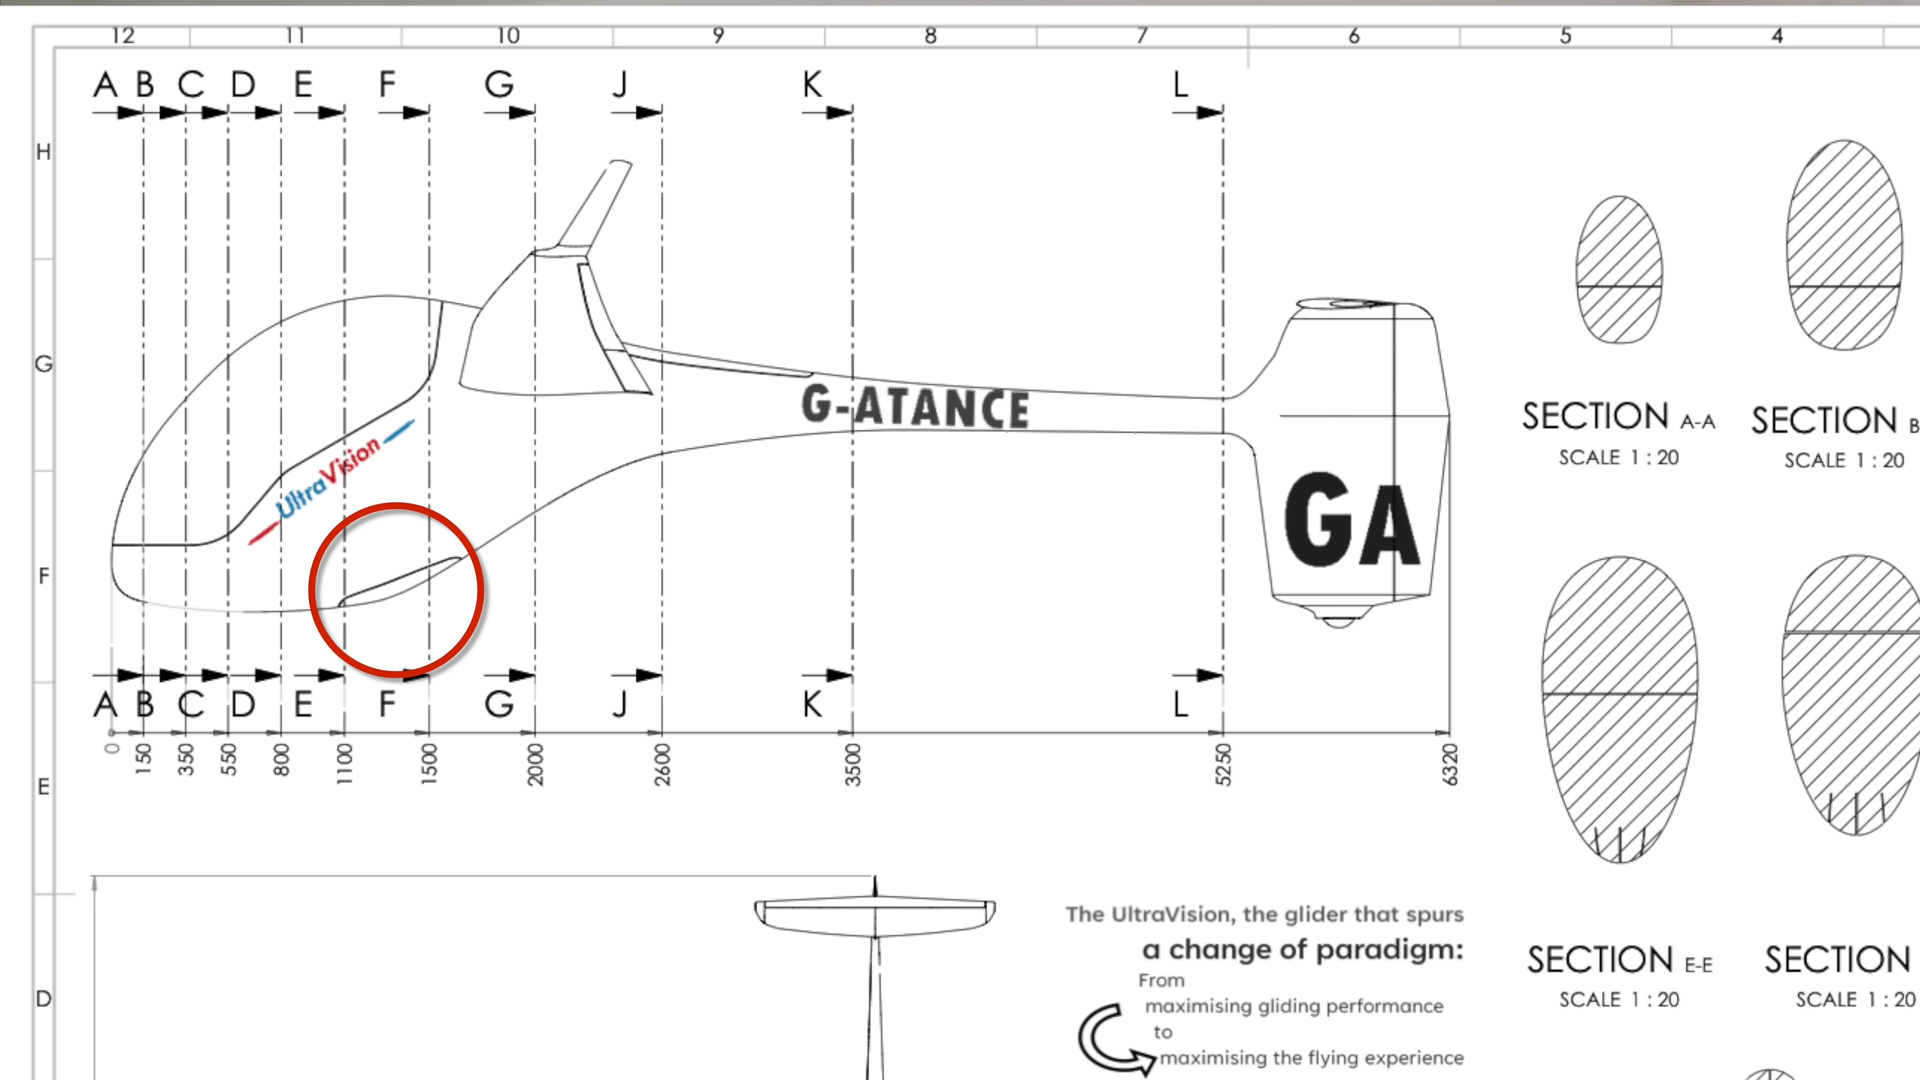 12 11 10 9 8 7 6 5 4
A B C D E F G J K L
H
G
F
E
D
UltraVision
G-ATANCE
GA
A B C D E F G J K L
0 150 350 550 800 1100 1500 2000 2600 3500 5250 6320
SECTION A-A
SCALE 1 : 20
SECTION B
SCALE 1 : 20
SECTION E-E
SCALE 1 : 20
SECTION
SCALE 1 : 20
The UltraVision, the glider that spurs
a change of paradigm:
From
maximising gliding performance
to
maximising the flying experience